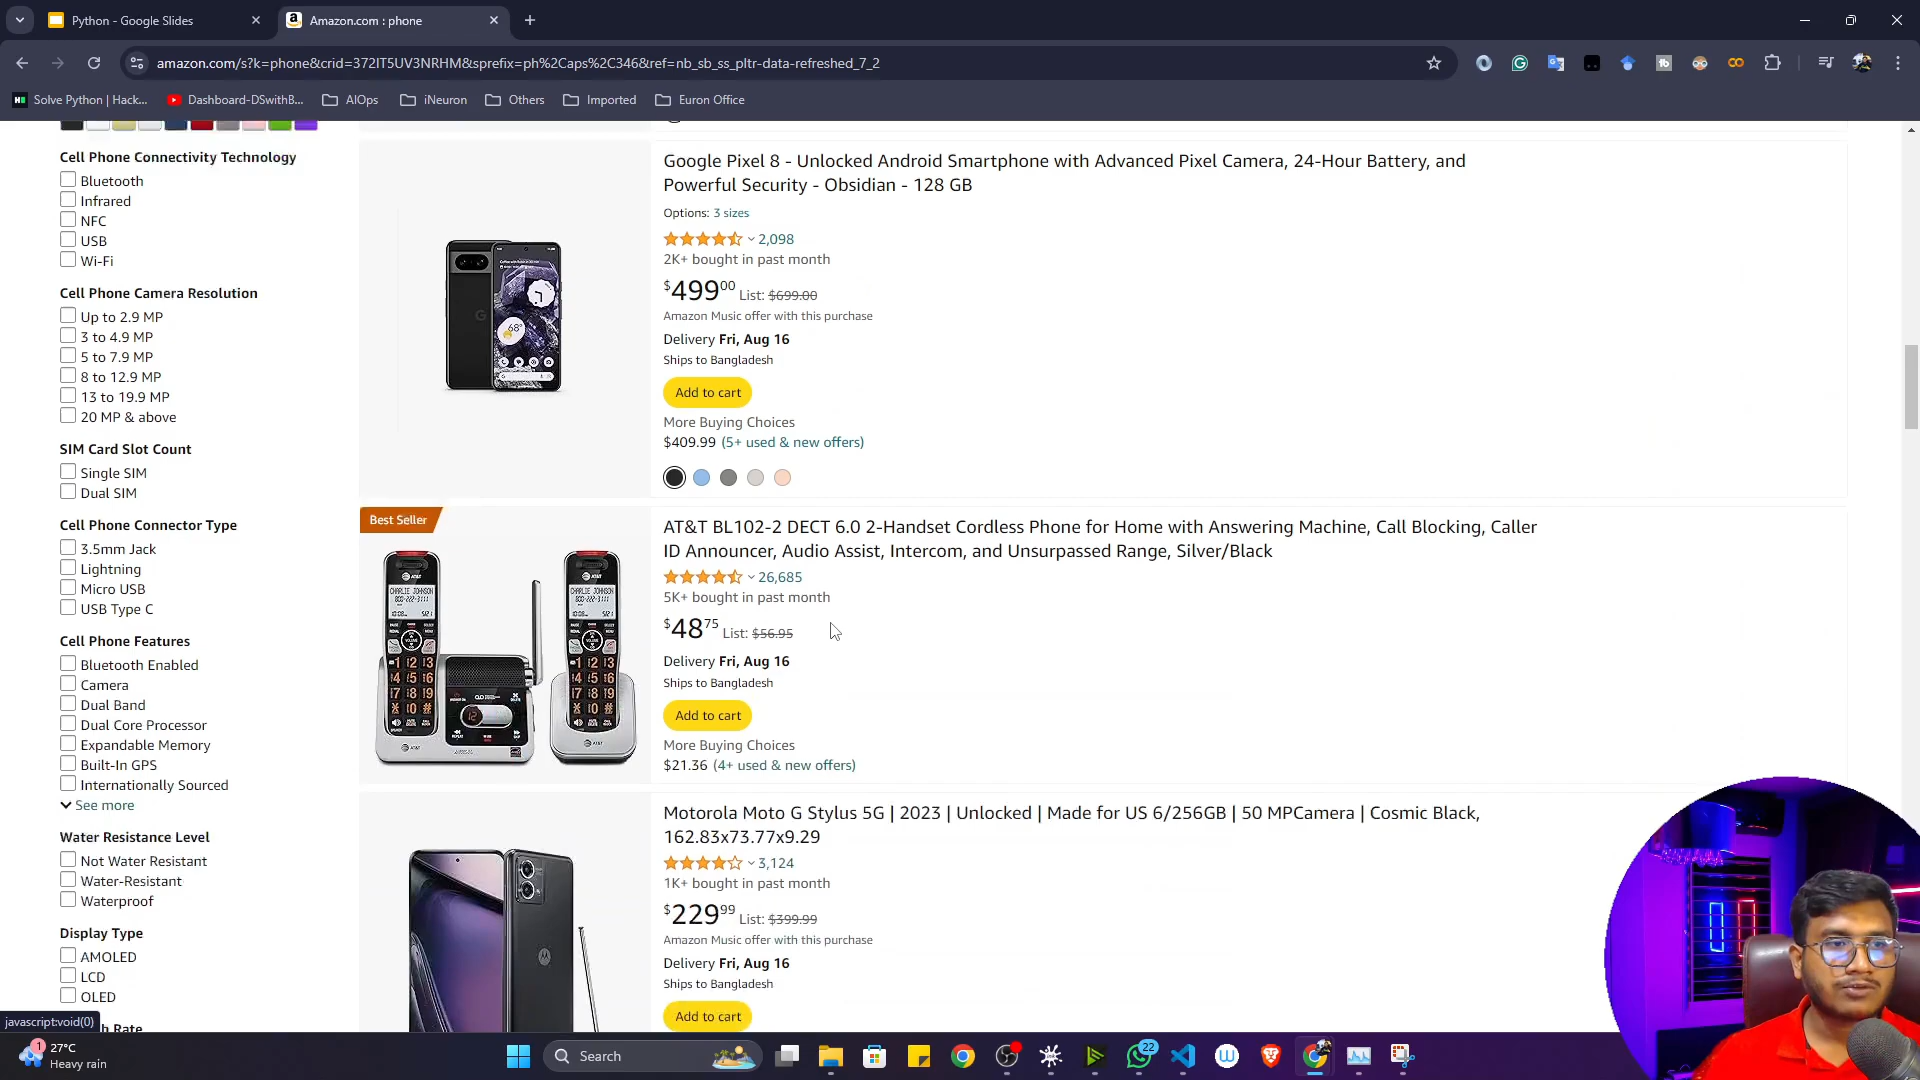 Python - Google Slides
Amazon.com : phone
amazon.com/s?k=phone&crid=372IT5UV3NRHM&sprefix=ph%2Caps%2C346&ref=nb_sb_ss_pltr-data-refreshed_7_2
Solve Python | Hack...
Dashboard-DSwithB...
AIOps
iNeuron
Others
Imported
Euron Office
Cell Phone Connectivity Technology
Bluetooth
Infrared
NFC
USB
Wi-Fi
Cell Phone Camera Resolution
Up to 2.9 MP
3 to 4.9 MP
5 to 7.9 MP
8 to 12.9 MP
13 to 19.9 MP
20 MP & above
SIM Card Slot Count
Single SIM
Dual SIM
Cell Phone Connector Type
3.5mm Jack
Lightning
Micro USB
USB Type C
Cell Phone Features
Bluetooth Enabled
Camera
Dual Band
Dual Core Processor
Expandable Memory
Built-In GPS
Internationally Sourced
See more
Water Resistance Level
Not Water Resistant
Water-Resistant
Waterproof
Display Type
AMOLED
LCD
OLED
Google Pixel 8 - Unlocked Android Smartphone with Advanced Pixel Camera, 24-Hour Battery, and
Powerful Security - Obsidian - 128 GB
Options: 3 sizes
2,098
2K+ bought in past month
$499.00 List: $699.00
Amazon Music offer with this purchase
Delivery Fri, Aug 16
Ships to Bangladesh
Add to cart
More Buying Choices
$409.99 (5+ used & new offers)
Best Seller
AT&T BL102-2 DECT 6.0 2-Handset Cordless Phone for Home with Answering Machine, Call Blocking, Caller
ID Announcer, Audio Assist, Intercom, and Unsurpassed Range, Silver/Black
26,685
5K+ bought in past month
$48.75 List: $56.95
Delivery Fri, Aug 16
Ships to Bangladesh
Add to cart
More Buying Choices
$21.36 (4+ used & new offers)
Motorola Moto G Stylus 5G | 2023 | Unlocked | Made for US 6/256GB | 50 MPCamera | Cosmic Black,
162.83x73.77x9.29
3,124
1K+ bought in past month
$229.99 List: $399.99
Amazon Music offer with this purchase
Delivery Fri, Aug 16
Ships to Bangladesh
Add to cart
javascript:void(0)
1
27°C
Heavy rain
Search
22